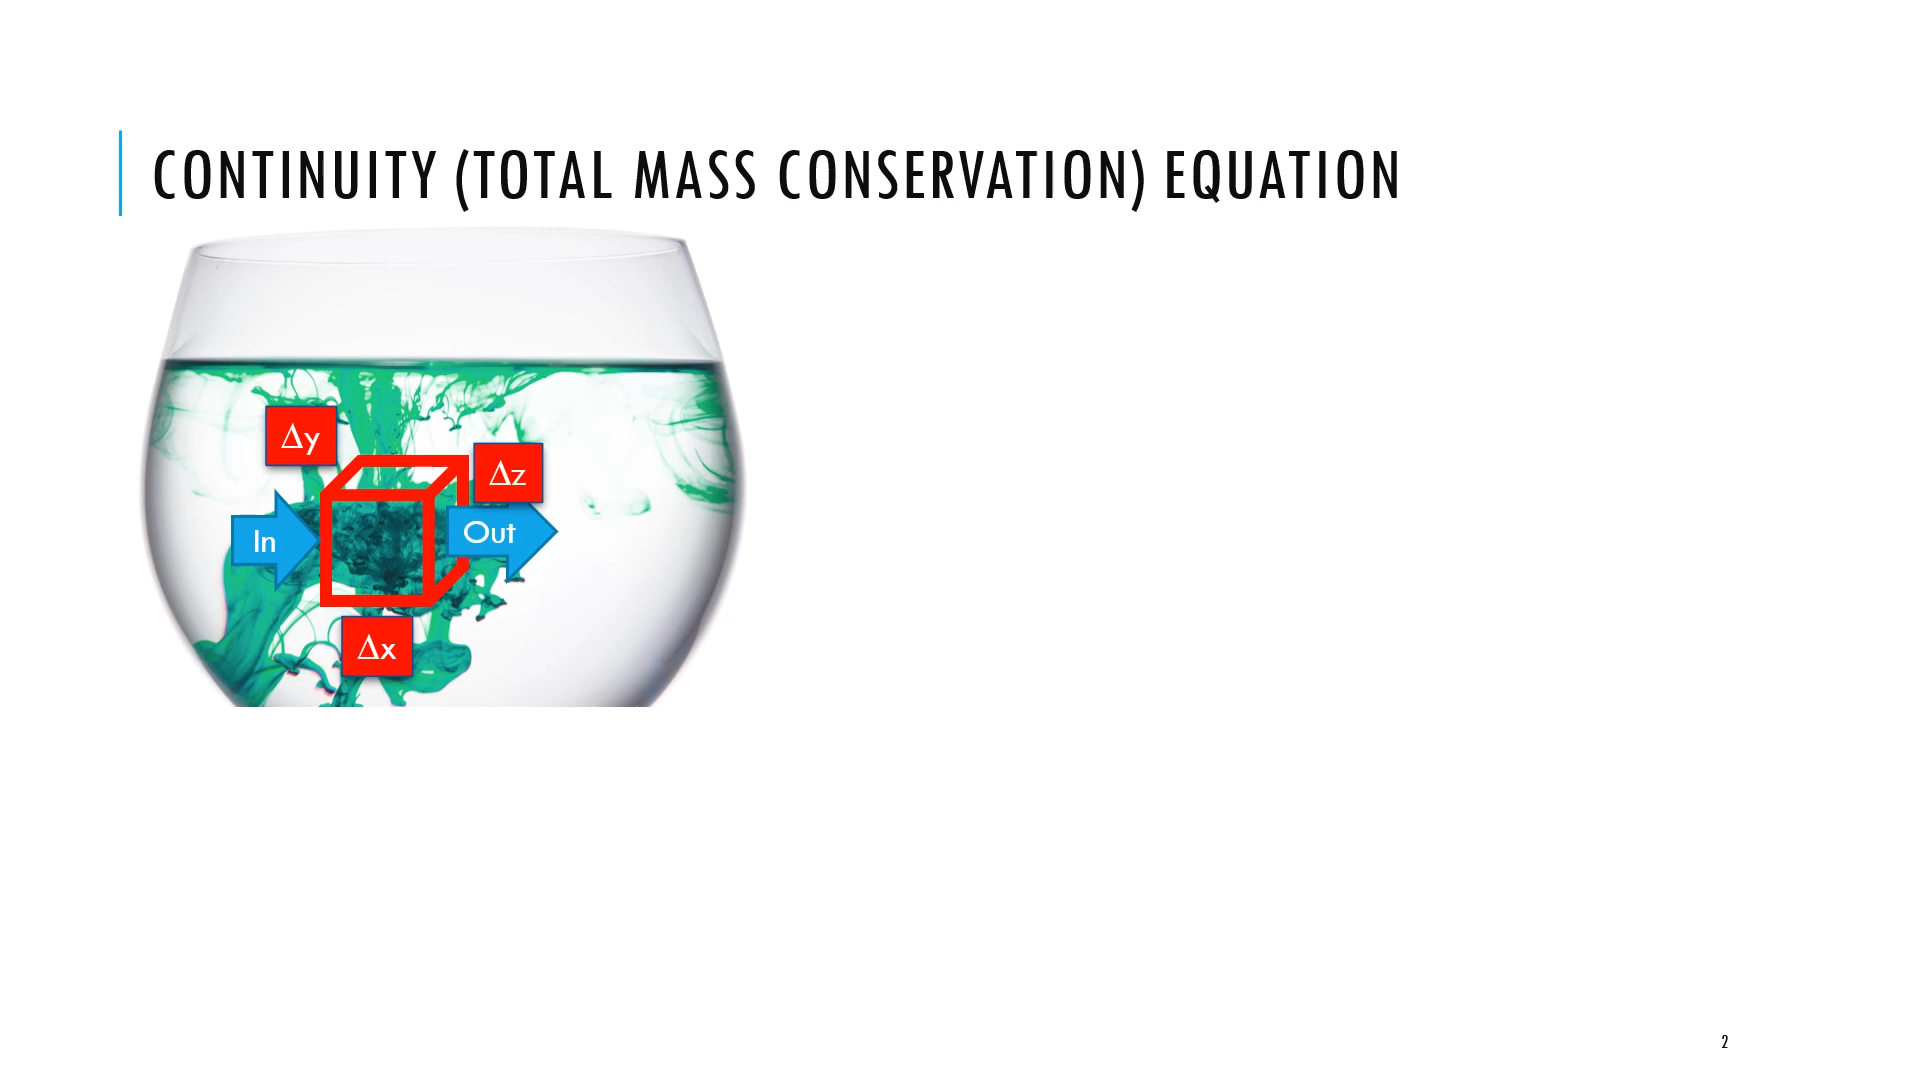 CONTINUITY (TOTAL MASS CONSERVATION) EQUATION
Δy
Δz
In
Out
Δx
2